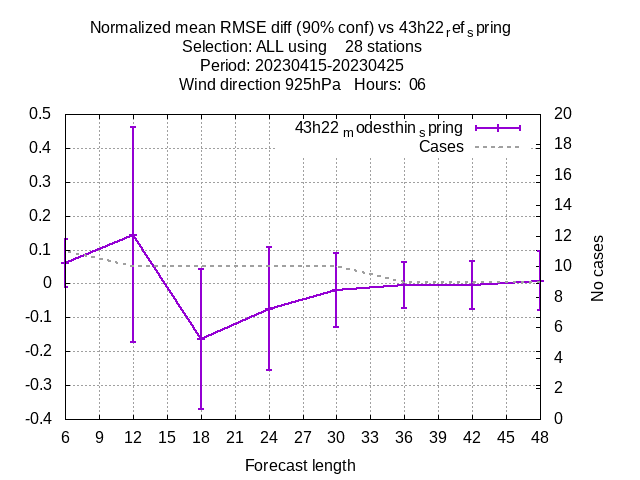 Normalized mean RMSE diff (90% conf) vs 43h22refspring
Selection: ALL using 28 stations
Period: 20230415-20230425
Wind direction 925hPa Hours: 06
43h22modesthinspring
Cases
0.5
0.4
0.3
0.2
0.1
0
-0.1
-0.2
-0.3
-0.4
20
18
16
14
12
10
8
6
4
2
0
No cases
6 9 12 15 18 21 24 27 30 33 36 39 42 45 48
Forecast length